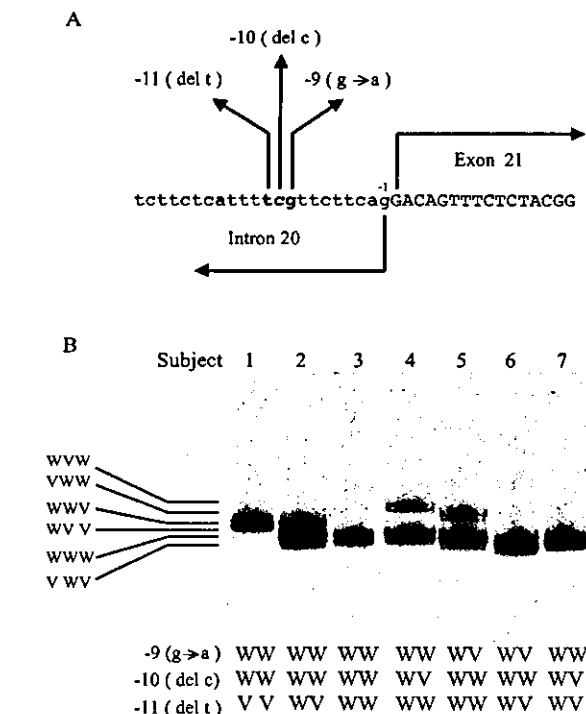 A
-10 ( del c )
-11 ( del t )
-9 ( g → a )
Exon 21
-1
tcttctcattttcgttcttcagGACAGTTTCTCTACGG
Intron 20
B
Subject 1 2 3 4 5 6 7
WVW
VWW
WWV
WV V
WWW
V WV
-9 (g→a) WW WW WW WW WV WV WW
-10 ( del c ) WW WW WW WV WW WW WV
-11 ( del t ) V V WV WW WW WW WV WV